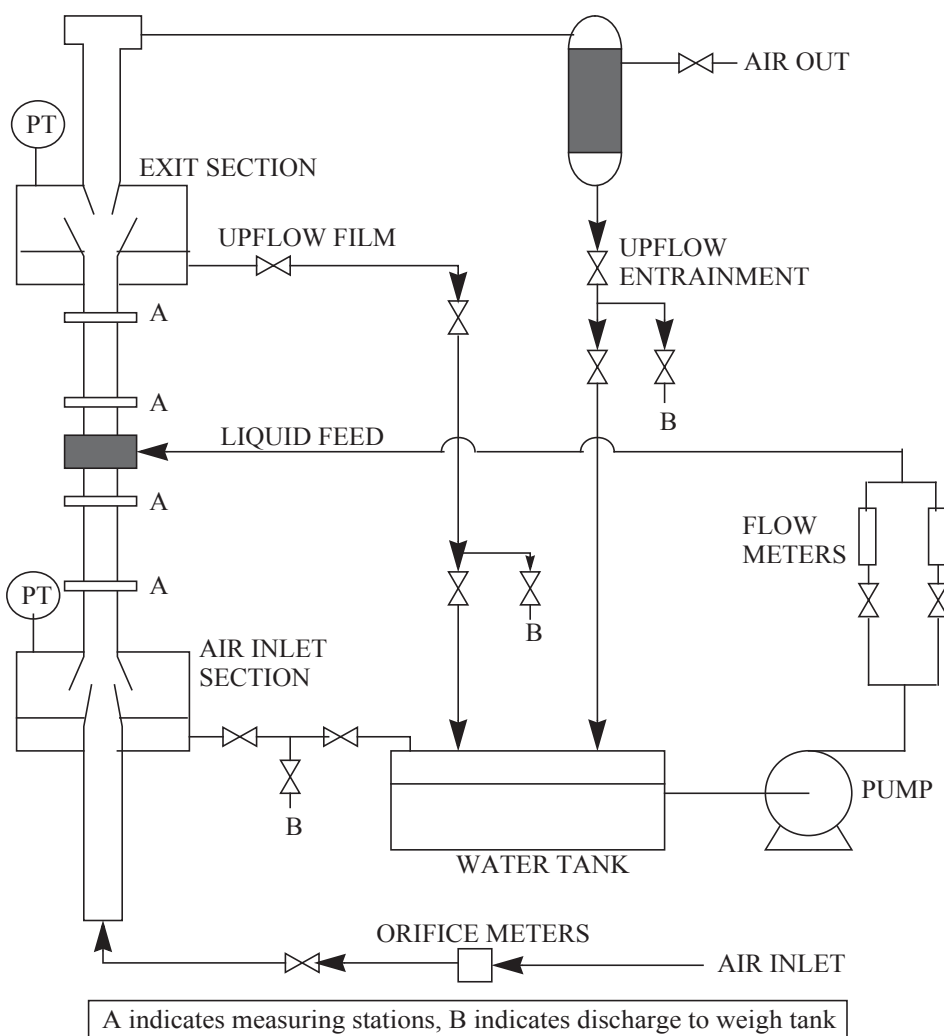 AIR OUT
PT
EXIT SECTION
UPFLOW FILM
UPFLOW
ENTRAINMENT
A
A
B
LIQUID FEED
A
FLOW
METERS
A
PT
B
AIR INLET
SECTION
PUMP
B
WATER TANK
ORIFICE METERS
AIR INLET
A indicates measuring stations, B indicates discharge to weigh tank